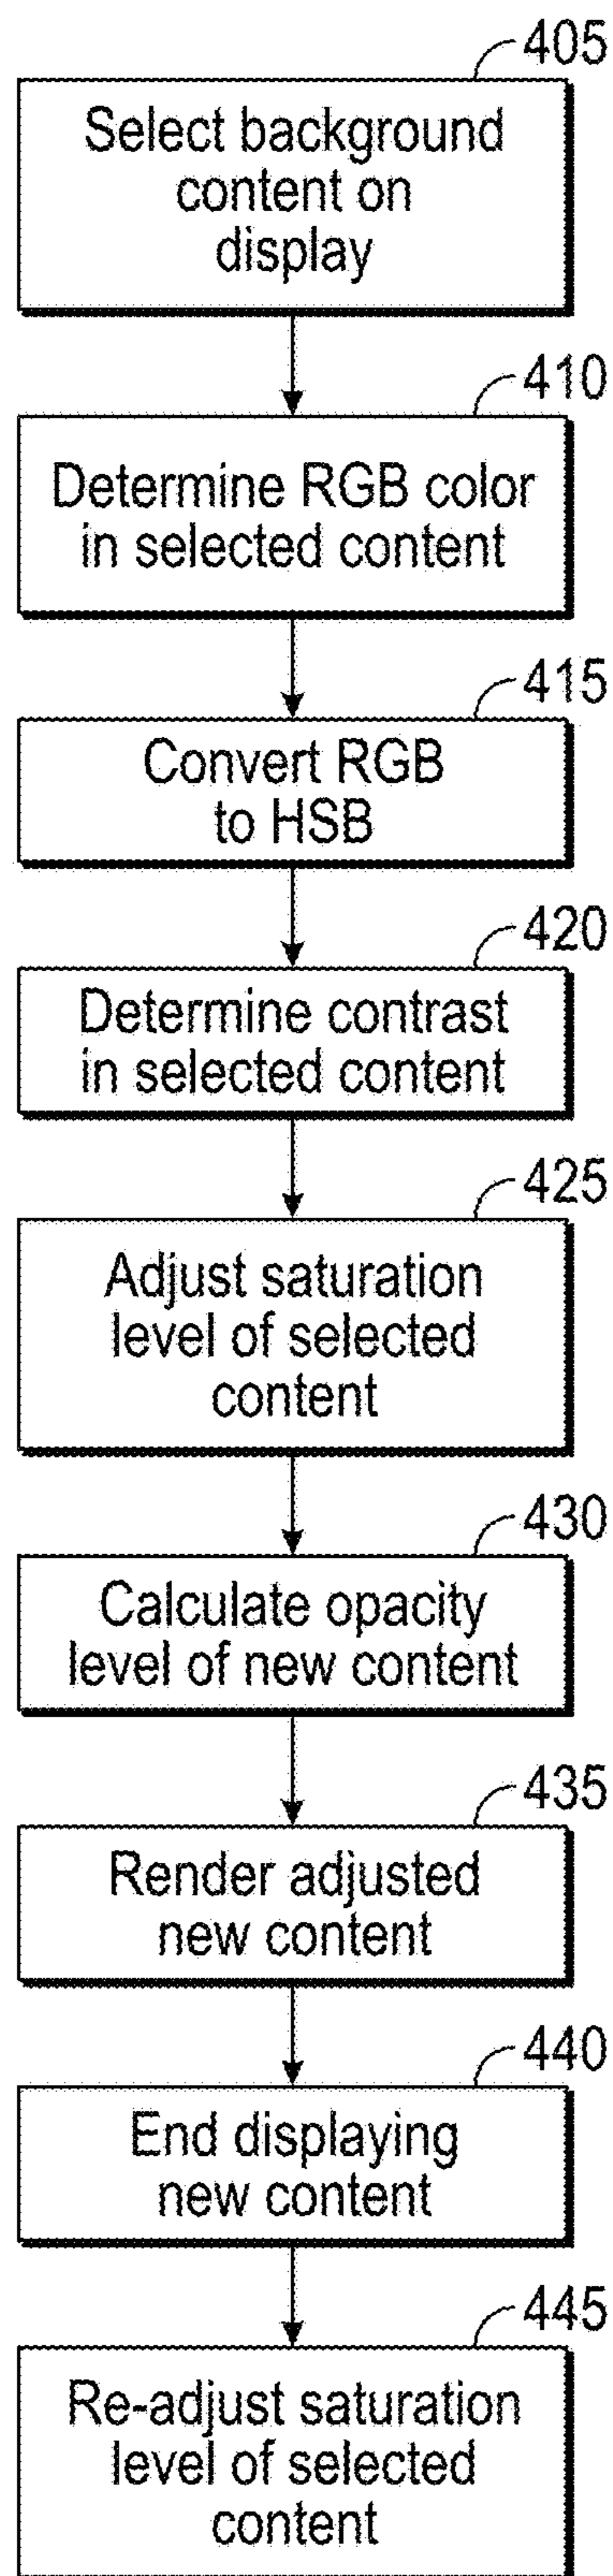 405
Select background
content on
display
410
Determine RGB color
in selected content
415
Convert RGB
to HSB
420
Determine contrast
in selected content
425
Adjust saturation
level of selected
content
430
Calculate opacity
level of new content
435
Render adjusted
new content
440
End displaying
new content
445
Re-adjust saturation
level of selected
content